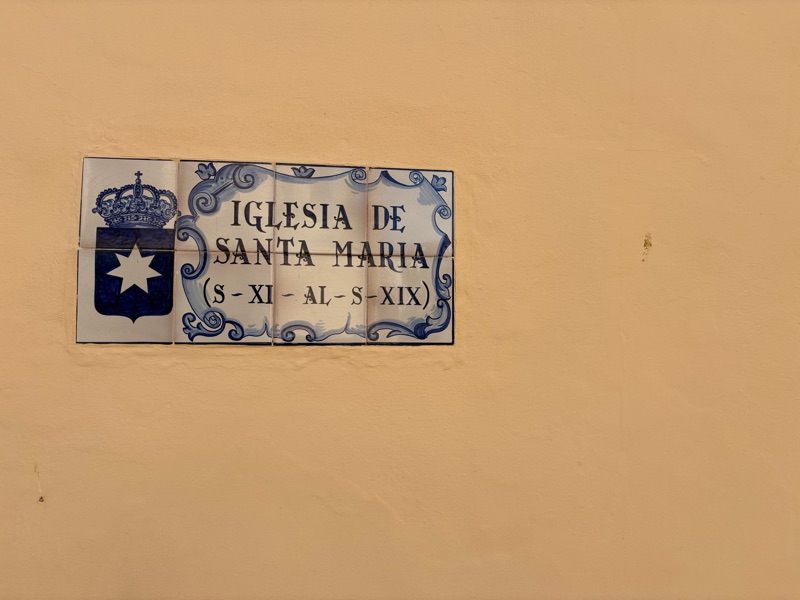 IGLESIA DE
SANTA MARIA
(S-XI-AL-S-XIX)